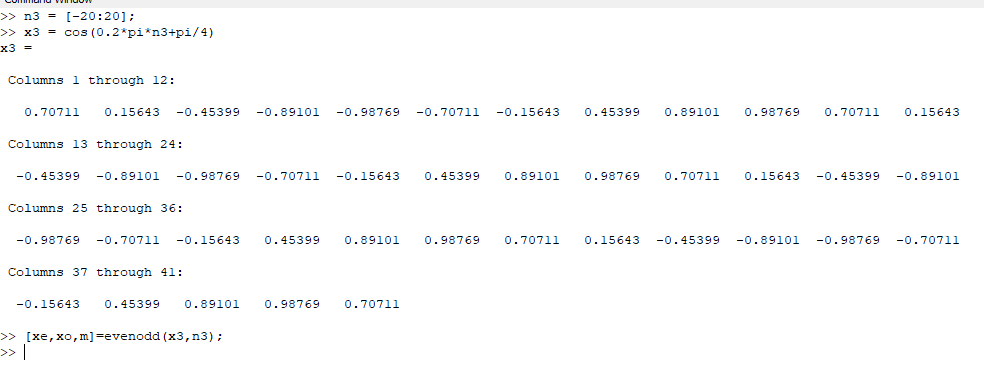 Command Window
>> n3 = [-20:20];
>> x3 = cos(0.2*pi*n3+pi/4)
x3 =
Columns 1 through 12:
0.70711 0.15643 -0.45399 -0.89101 -0.98769 -0.70711 -0.15643 0.45399 0.89101 0.98769 0.70711 0.15643
Columns 13 through 24:
-0.45399 -0.89101 -0.98769 -0.70711 -0.15643 0.45399 0.89101 0.98769 0.70711 0.15643 -0.45399 -0.89101
Columns 25 through 36:
-0.98769 -0.70711 -0.15643 0.45399 0.89101 0.98769 0.70711 0.15643 -0.45399 -0.89101 -0.98769 -0.70711
Columns 37 through 41:
-0.15643 0.45399 0.89101 0.98769 0.70711
>> [xe,xo,m]=evenodd(x3,n3);
>>